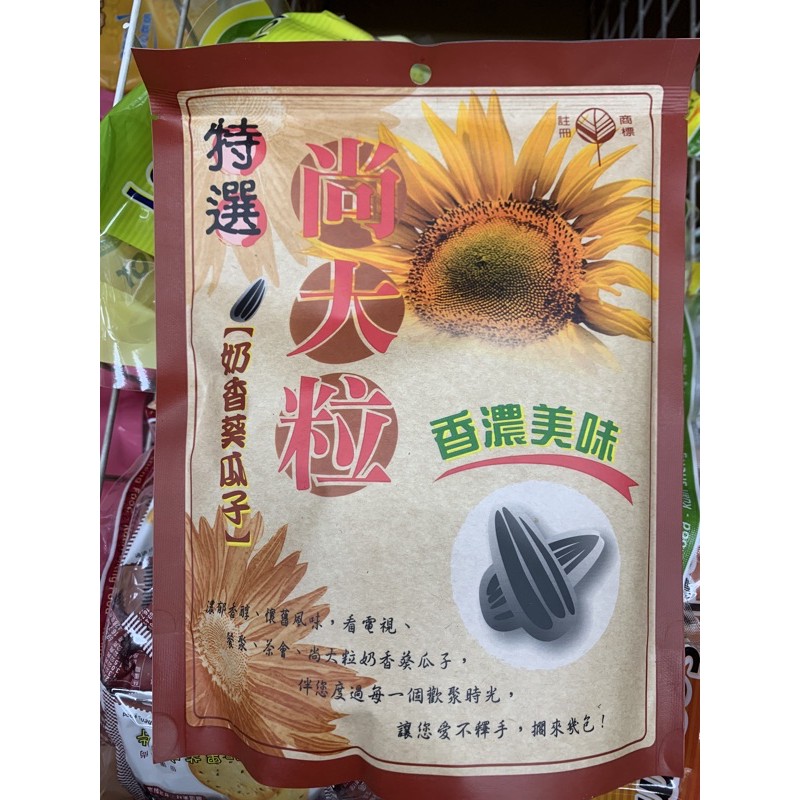 特選
尚大粒
註冊
商標
【奶香葵瓜子】
香濃美味
濃郁香醇、懷舊風味，看電視、
餐聚、茶會、尚大粒奶香葵瓜子，
伴您度過每一個歡聚時光，
讓您愛不釋手，擱來幾包！